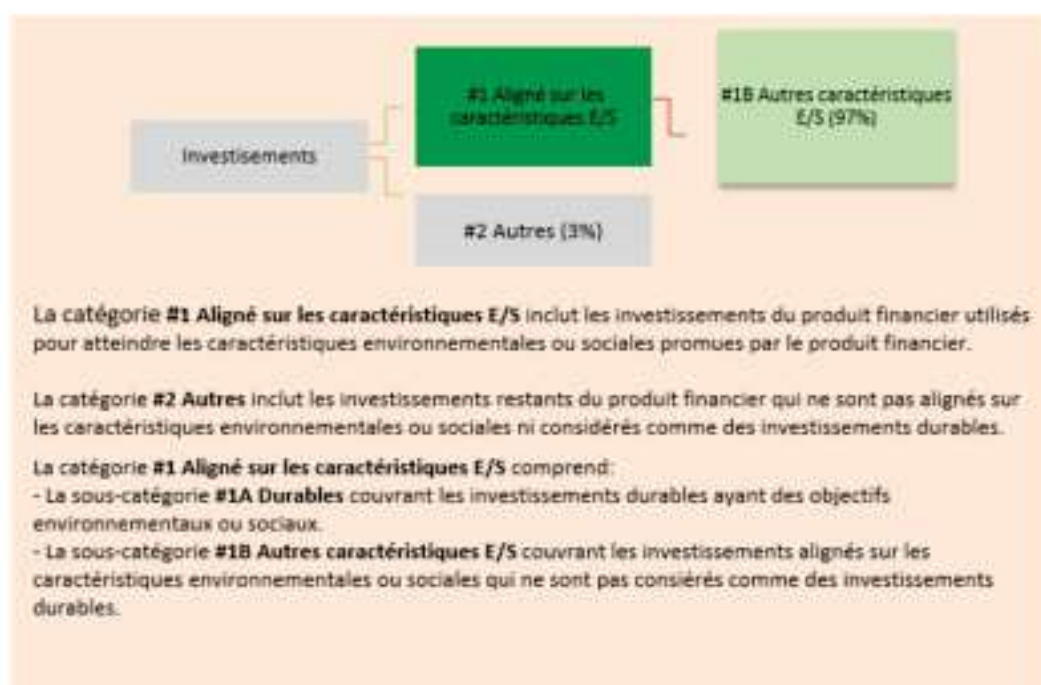 #1 Aligné sur les
caractéristiques E/S
#1B Autres caractéristiques
E/S (97%)
Investisements
#2 Autres (3%)
La catégorie #1 Aligné sur les caractéristiques E/S inclut les investissements du produit financier utilisés
pour atteindre les caractéristiques environnementales ou sociales promues par le produit financier.
La catégorie #2 Autres inclut les investissements restants du produit financier qui ne sont pas alignés sur
les caractéristiques environnementales ou sociales ni considérés comme des investissements durables.
La catégorie #1 Aligné sur les caractéristiques E/S comprend:
- La sous-catégorie #1A Durables couvrant les investissements durables ayant des objectifs
environnementaux ou sociaux.
- La sous-catégorie #1B Autres caractéristiques E/S couvrant les investissements alignés sur les
caractéristiques environnementales ou sociales qui ne sont pas consiérés comme des investissements
durables.